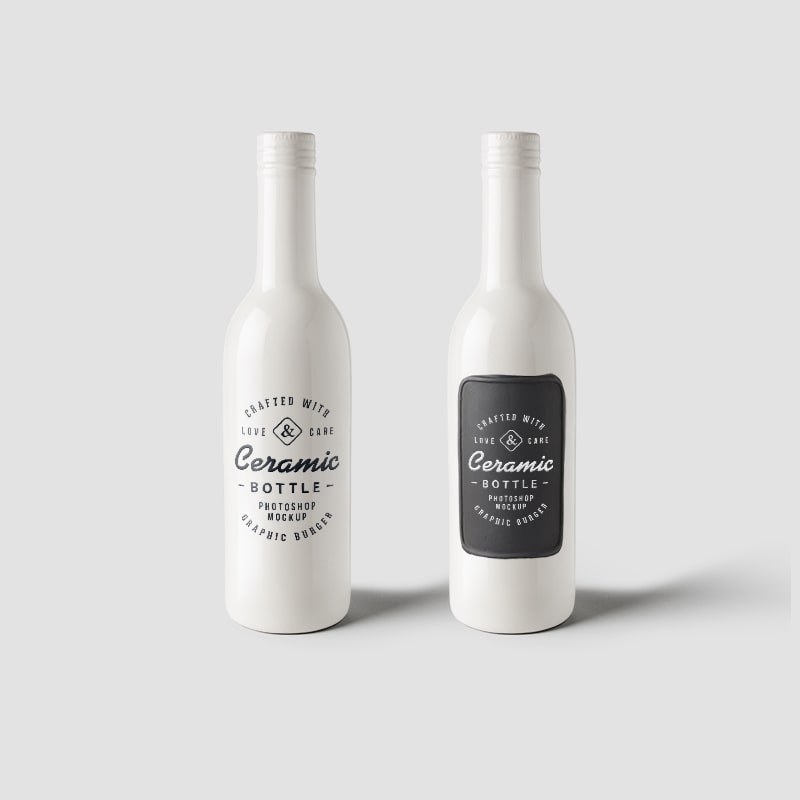 CRAFTED WITH
LOVE & CARE
Ceramic
- BOTTLE -
PHOTOSHOP
MOCKUP
GRAPHIC BURGER
CRAFTED WITH
LOVE & CARE
Ceramic
- BOTTLE -
PHOTOSHOP
MOCKUP
GRAPHIC BURGER